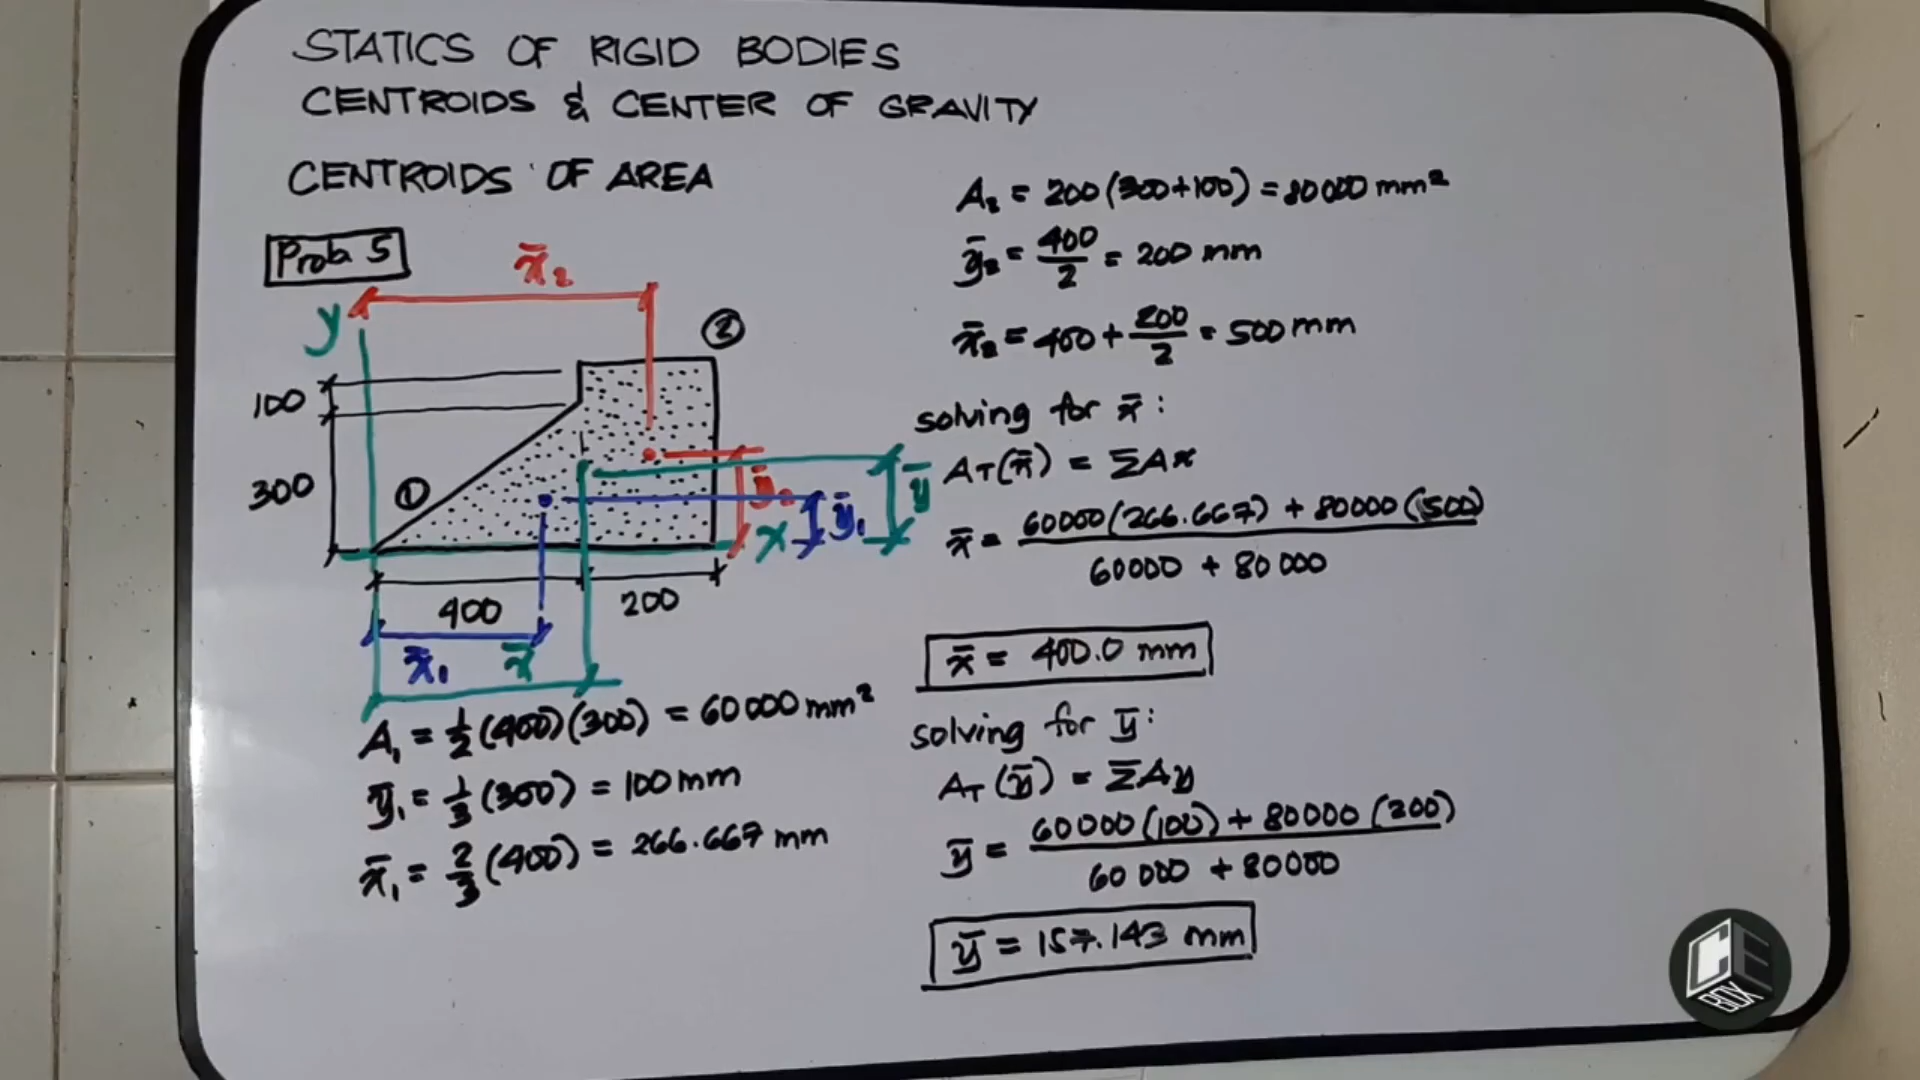 STATICS OF RIGID BODIES
CENTROIDS & CENTER OF GRAVITY
CENTROIDS OF AREA
Prob. 5
x̄₂
y
②
100
300
①
ȳ₂
x
ȳ₁
ȳ
400
200
x̄₁
x̄
A₁ = 1/2 (400)(300) = 60000 mm²
ȳ₁ = 1/3 (300) = 100 mm
x̄₁ = 2/3 (400) = 266.667 mm
A₂ = 200(300+100) = 80000 mm²
ȳ₂ = 400/2 = 200 mm
x̄₂ = 400 + 200/2 = 500 mm
solving for x̄:
A_T(x̄) = ΣAx
x̄ = 60000(266.667) + 80000(500)
60000 + 80000
x̄ = 400.0 mm
solving for ȳ:
A_T(ȳ) = ΣAy
ȳ = 60000(100) + 80000(200)
60000 + 80000
ȳ = 157.143 mm
CE
BOX